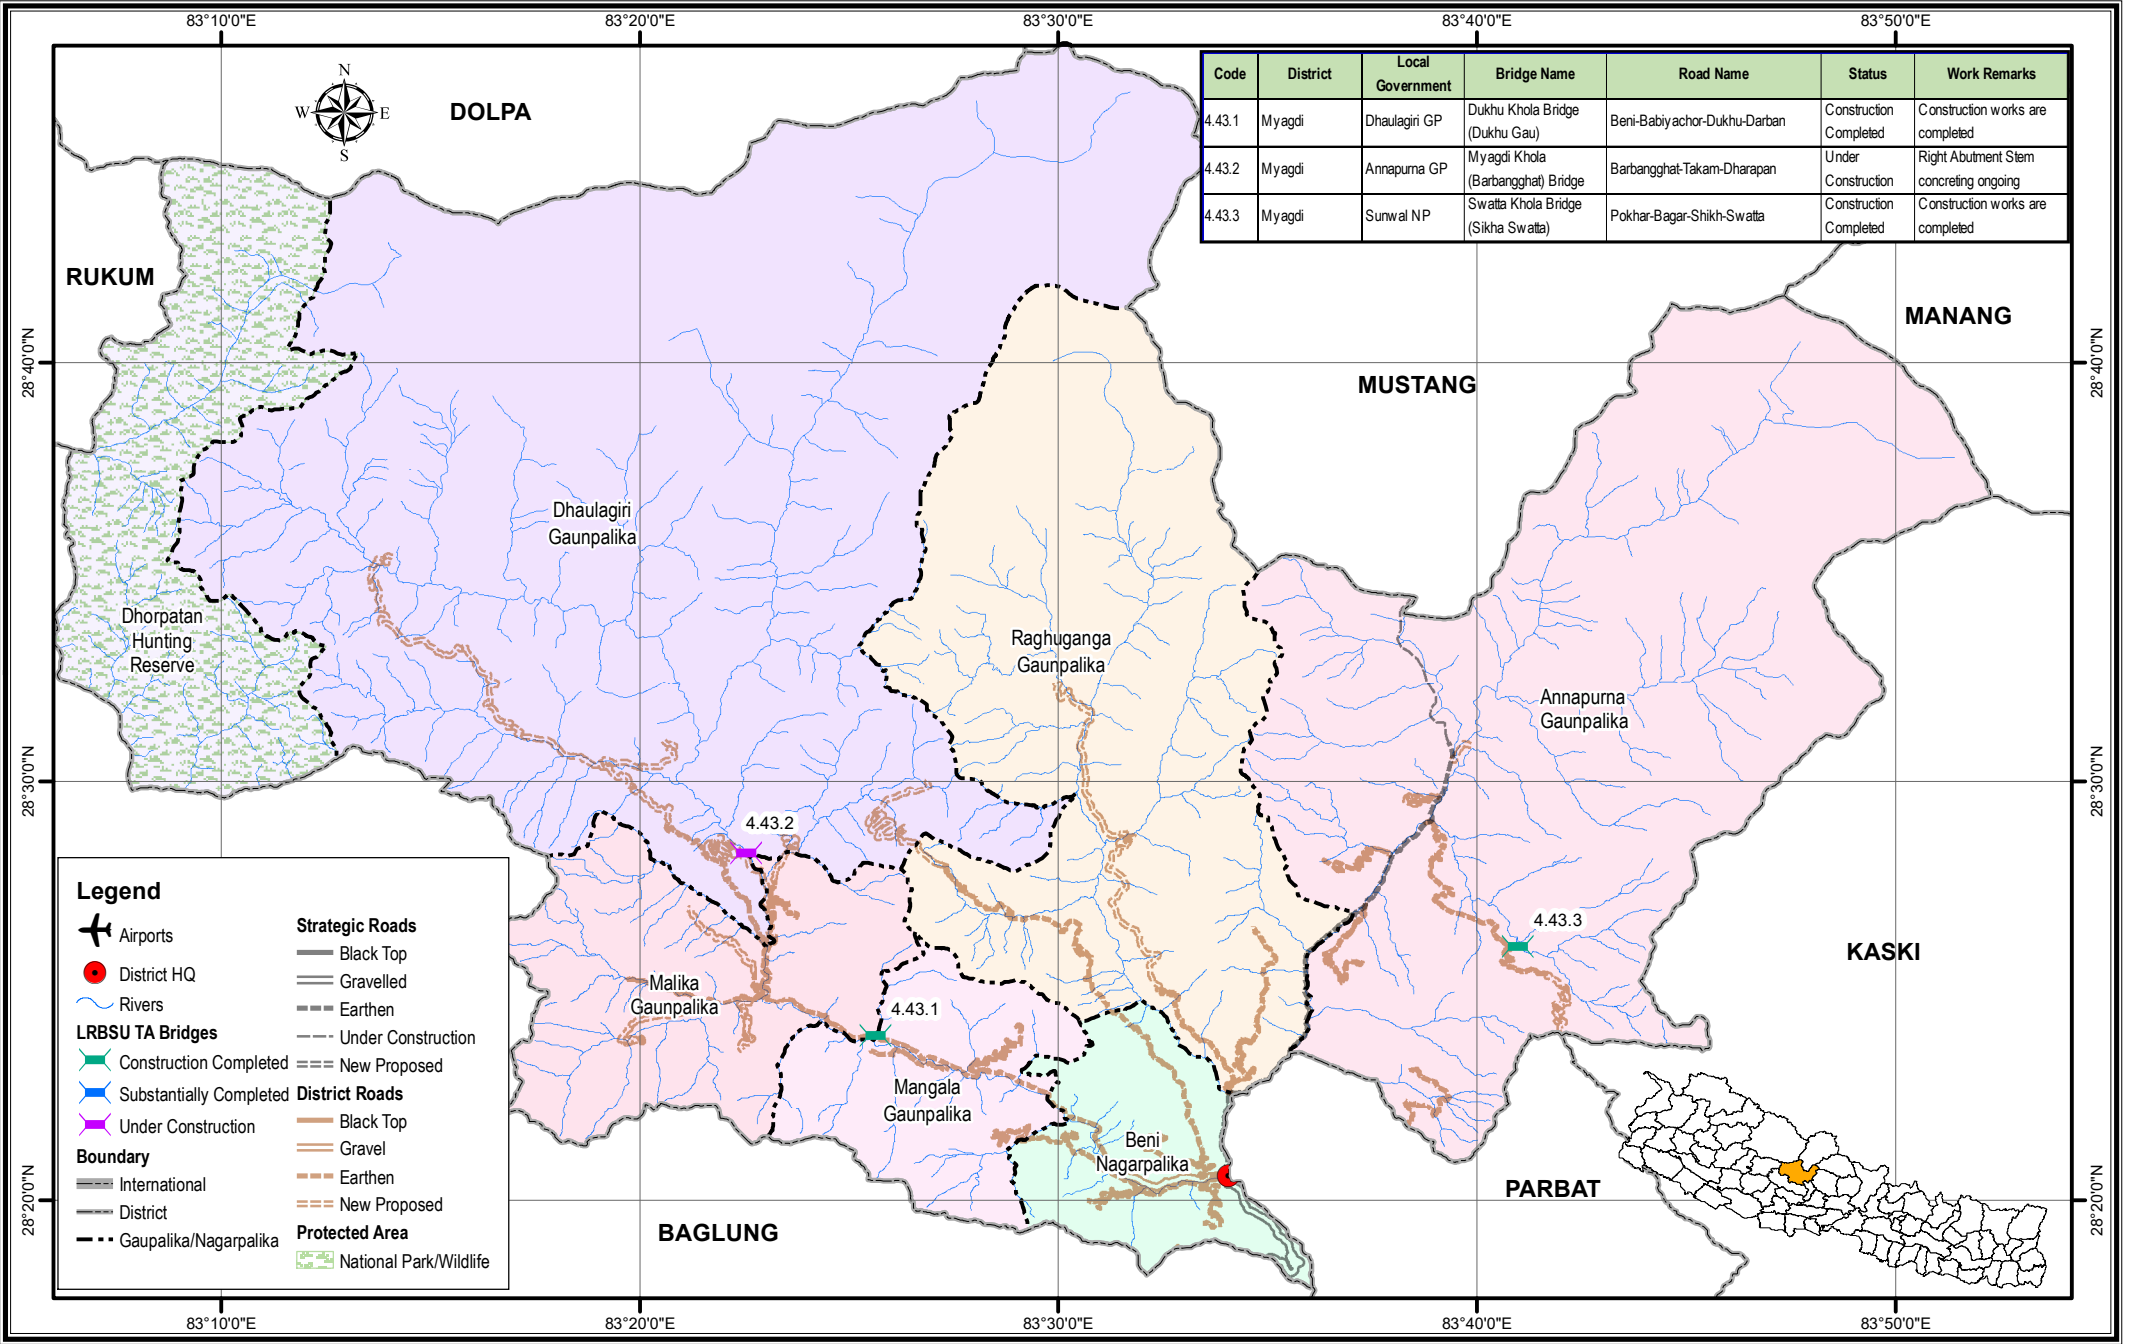 83°10'0"E
83°20'0"E
83°30'0"E
83°40'0"E
83°50'0"E
N
W
E
S
DOLPA
RUKUM
MUSTANG
MANANG
KASKI
PARBAT
BAGLUNG
Code District Local Government Bridge Name Road Name Status Work Remarks
4.43.1 Myagdi Dhaulagiri GP Dukhu Khola Bridge (Dukhu Gau) Beni-Babiyachor-Dukhu-Darban Construction Completed Construction works are completed
4.43.2 Myagdi Annapurna GP Myagdi Khola (Barbangghat) Bridge Barbangghat-Takam-Dharapan Under Construction Right Abutment Stem concreting ongoing
4.43.3 Myagdi Sunwal NP Swatta Khola Bridge (Sikha Swatta) Pokhar-Bagar-Shikh-Swatta Construction Completed Construction works are completed
28°40'0"N
28°40'0"N
28°30'0"N
28°30'0"N
28°20'0"N
28°20'0"N
Dhaulagiri
Gaunpalika
Dhorpatan
Hunting
Reserve
Raghuganga
Gaunpalika
Annapurna
Gaunpalika
4.43.2
4.43.3
4.43.1
Malika
Gaunpalika
Mangala
Gaunpalika
Beni
Nagarpalika
Legend
Airports
District HQ
Rivers
LRBSU TA Bridges
Construction Completed
Substantially Completed
Under Construction
Boundary
International
District
Gaupalika/Nagarpalika
Strategic Roads
Black Top
Gravelled
Earthen
Under Construction
New Proposed
District Roads
Black Top
Gravel
Earthen
New Proposed
Protected Area
National Park/Wildlife
83°10'0"E
83°20'0"E
83°30'0"E
83°40'0"E
83°50'0"E